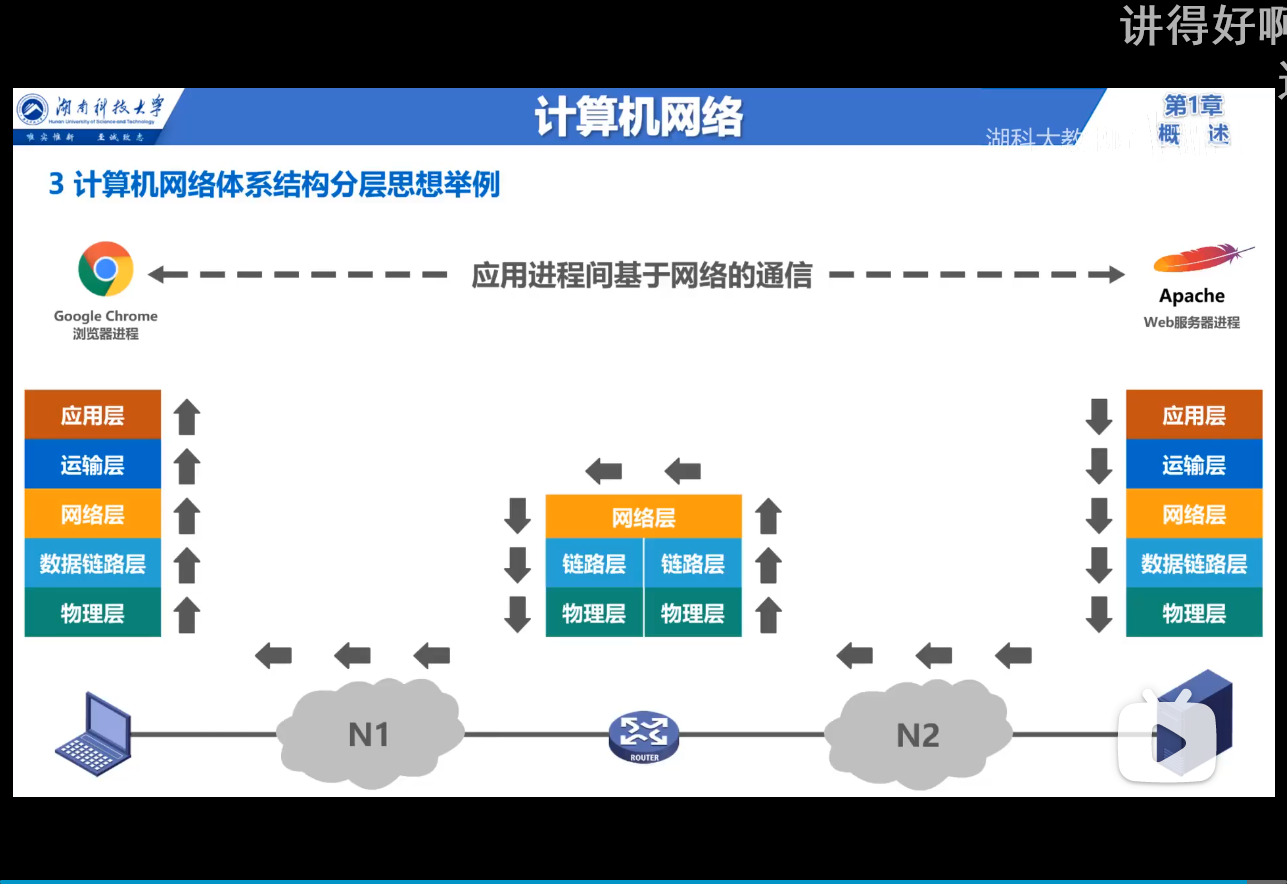 讲得好
湖南科技大学
Hunan University of Science and Technology
唯实惟新 至诚致志
计算机网络
第1章
概 述
湖科大教
3 计算机网络体系结构分层思想举例
应用进程间基于网络的通信
Google Chrome
浏览器进程
Apache
Web服务器进程
应用层
运输层
网络层
数据链路层
物理层
网络层
链路层 链路层
物理层 物理层
应用层
运输层
网络层
数据链路层
物理层
N1
ROUTER
N2